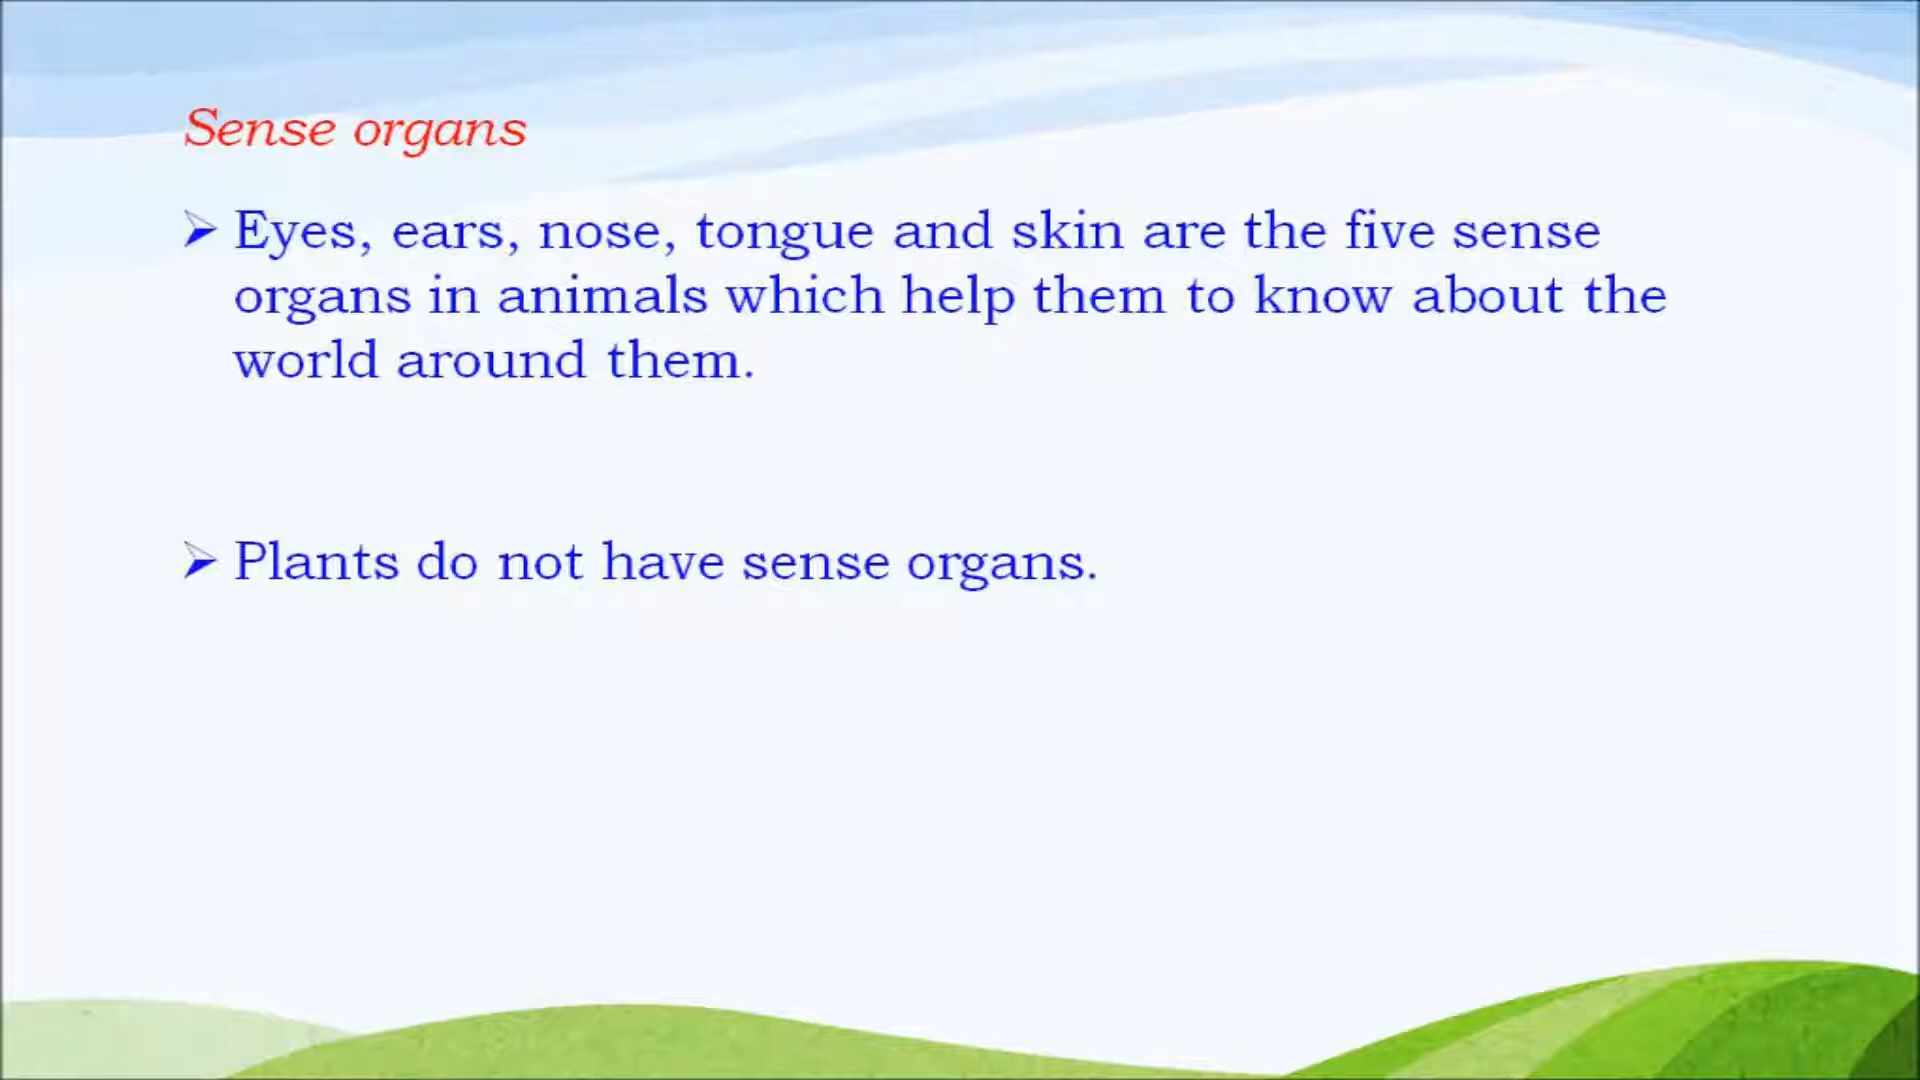 Sense organs
Eyes, ears, nose, tongue and skin are the five sense
organs in animals which help them to know about the
world around them.
Plants do not have sense organs.